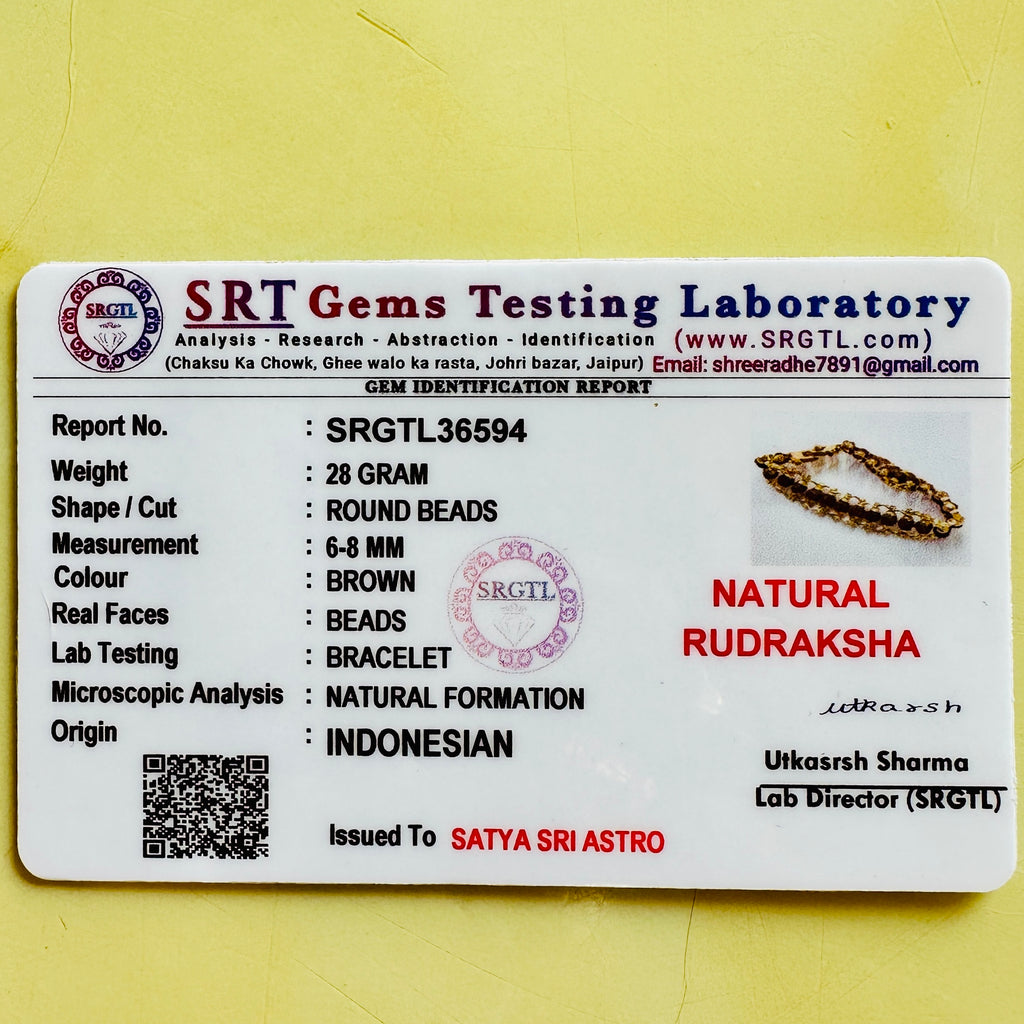 SRGTL
SRT Gems Testing Laboratory
Analysis - Research - Abstraction - Identification (www.SRGTL.com)
(Chaksu Ka Chowk, Ghee walo ka rasta, Johri bazar, Jaipur) Email: shreeradhe7891@gmail.com
GEM IDENTIFICATION REPORT
Report No. : SRGTL36594
Weight : 28 GRAM
Shape / Cut : ROUND BEADS
Measurement : 6-8 MM
Colour : BROWN
Real Faces : BEADS
Lab Testing : BRACELET
Microscopic Analysis : NATURAL FORMATION
Origin : INDONESIAN
SRGTL
NATURAL
RUDRAKSHA
utkarsh
Utkasrsh Sharma
Lab Director (SRGTL)
Issued To SATYA SRI ASTRO